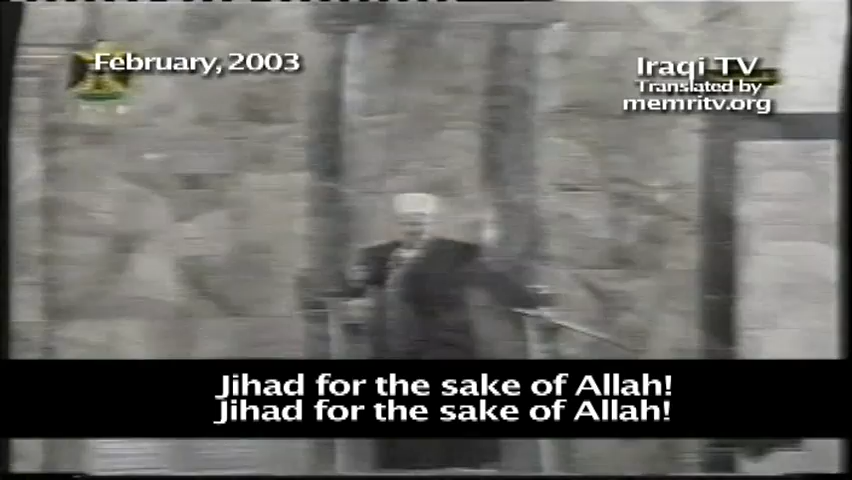 February, 2003
Iraqi TV
Translated by
memritv.org
Jihad for the sake of Allah!
Jihad for the sake of Allah!